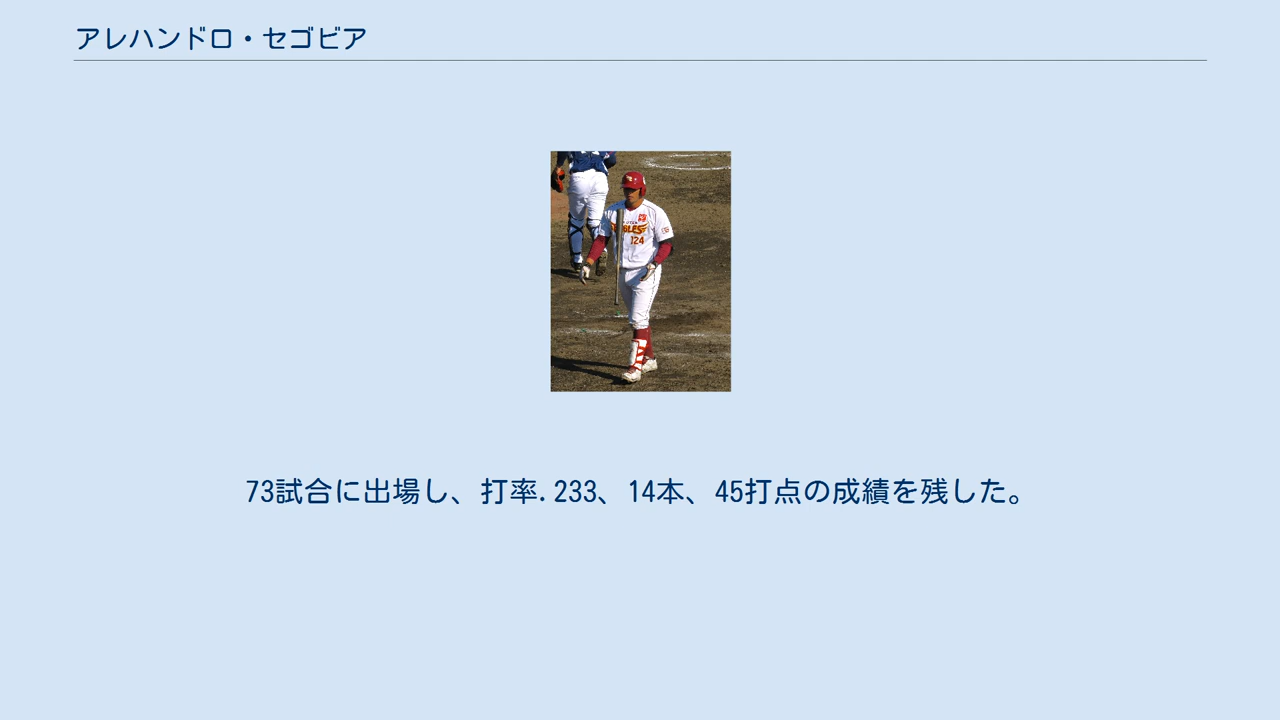 アレハンドロ・セゴビア
124
73試合に出場し、打率.233、14本、45打点の成績を残した。